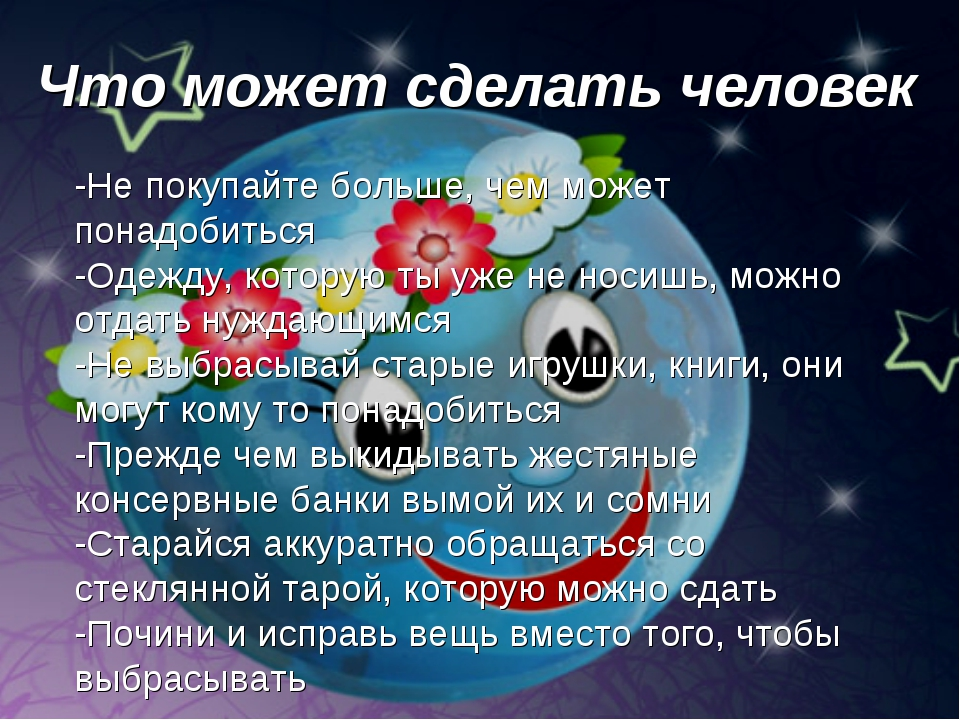 Что может сделать человек
-Не покупайте больше, чем может
понадобиться
-Одежду, которую ты уже не носишь, можно
отдать нуждающимся
-Не выбрасывай старые игрушки, книги, они
могут кому то понадобиться
-Прежде чем выкидывать жестяные
консервные банки вымой их и сомни
-Старайся аккуратно обращаться со
стеклянной тарой, которую можно сдать
-Почини и исправь вещь вместо того, чтобы
выбрасывать